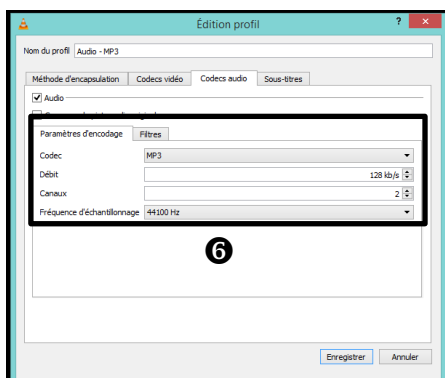 Édition profil ? ×
Nom du profil Audio - MP3
Méthode d'encapsulation Codecs vidéo Codecs audio Sous-titres
Audio
Paramètres d'encodage Filtres
Codec MP3
Débit 128 kb/s
Canaux 2
Fréquence d'échantillonnage 44100 Hz
❻
Enregistrer Annuler